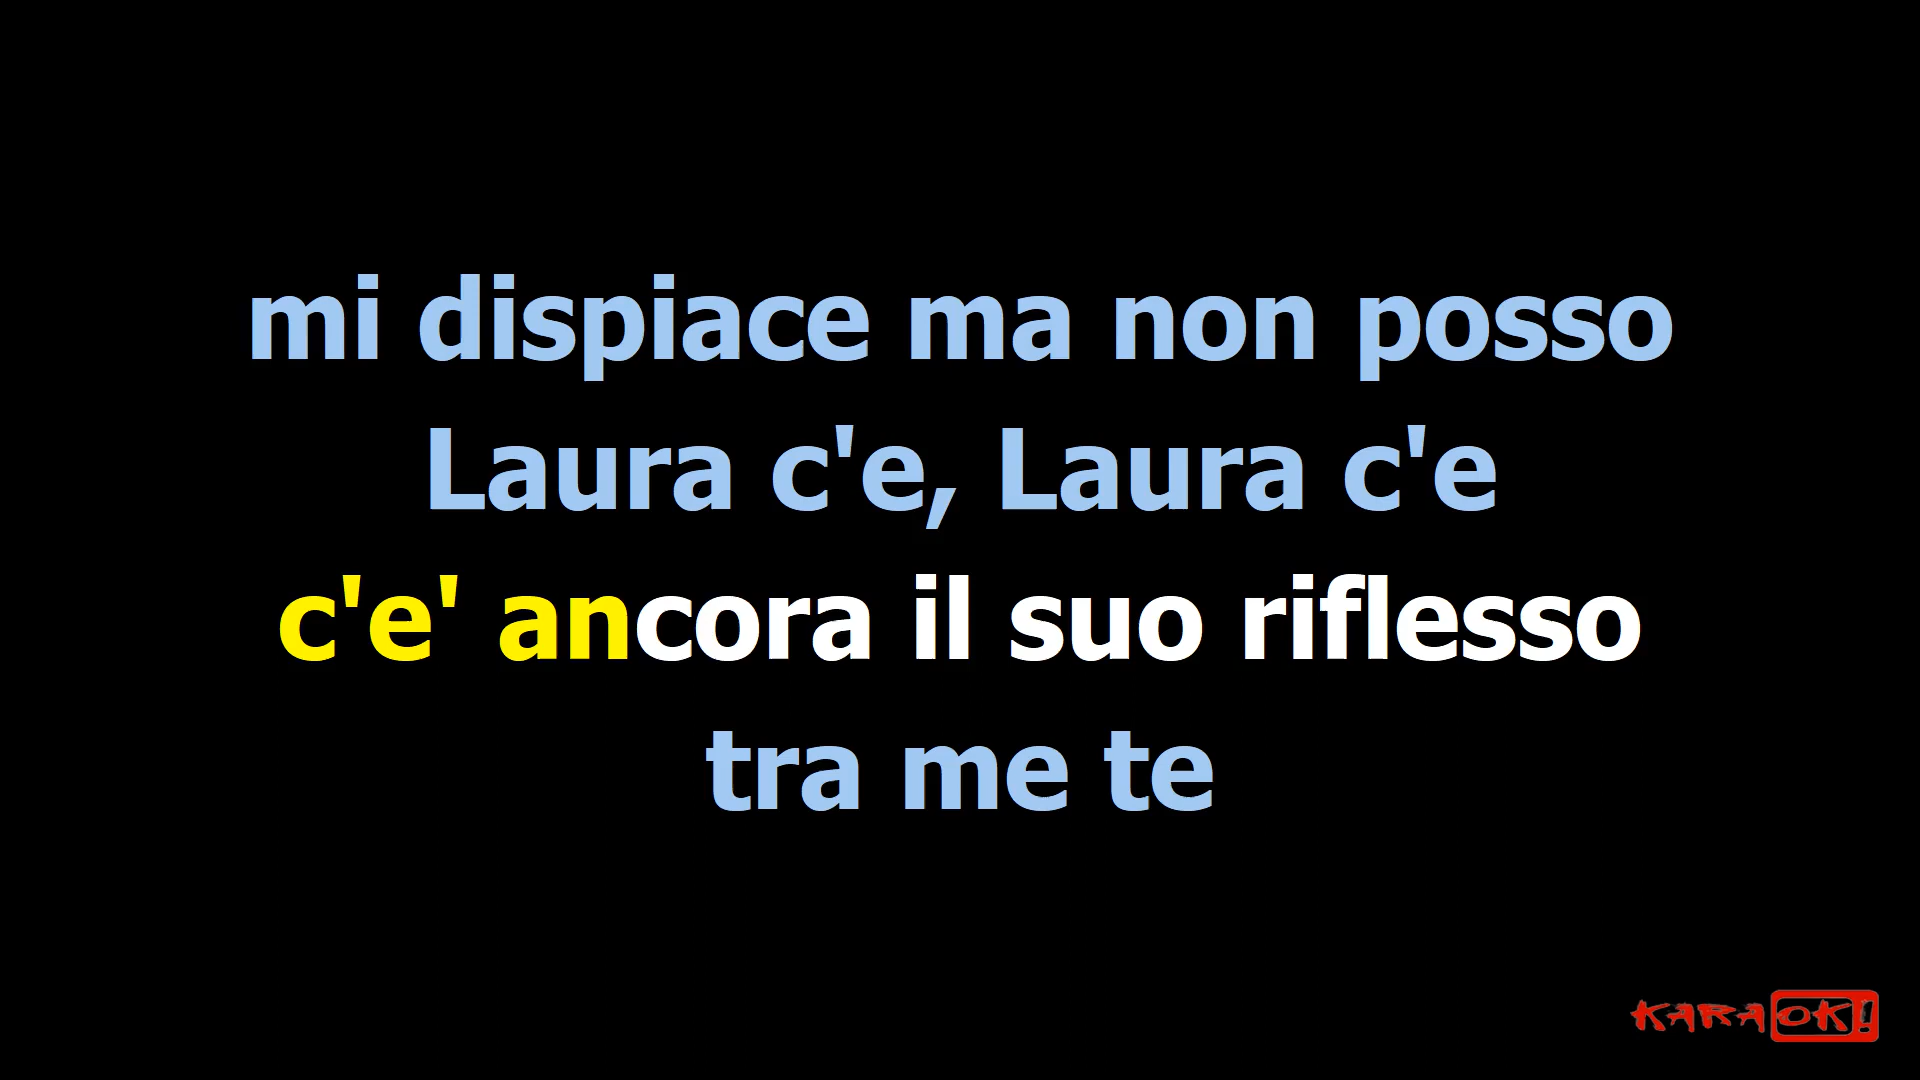 mi dispiace ma non posso
Laura c'e, Laura c'e
c'e' ancora il suo riflesso
tra me te
KARAOK!